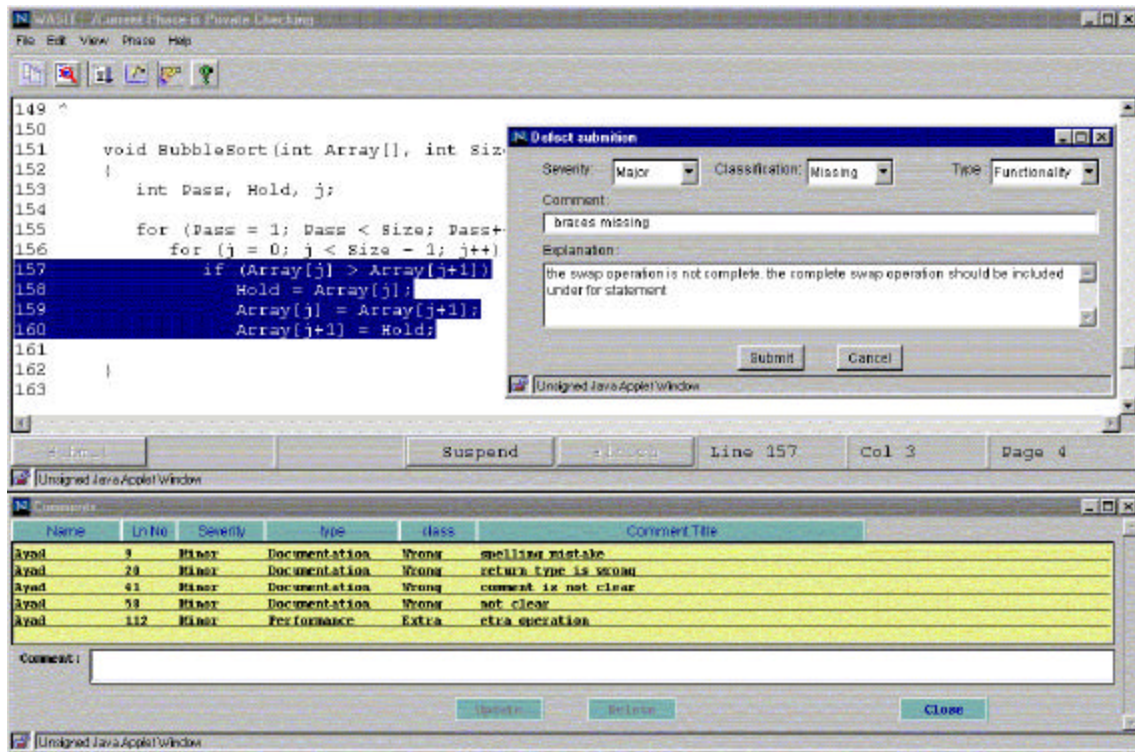 WASEE /Current Phase is Private Checking
File Edit View Phase Help
149 ^
150
151 void BubbleSort(int Array[], int Siz
152 {
153 int Pass, Hold, j;
154
155 for (Pass = 1; Pass < Size; Pass+
156 for (j = 0; j < Size - 1; j++)
157 if (Array[j] > Array[j+1])
158 Hold = Array[j];
159 Array[j] = Array[j+1];
160 Array[j+1] = Hold;
161
162 }
163
Defect submition
Severity: Major Classification: Missing Type: Functionality
Comment:
braces missing
Explanation:
the swap operation is not complete. the complete swap operation should be included
under for statement
Submit Cancel
Unsigned Java Applet Window
Suspend Line 157 Col 3 Page 4
Unsigned Java Applet Window
Comments
Name Ln No Severity type class Comment Title
Ayad 9 Minor Documentation Wrong spelling mistake
Ayad 20 Minor Documentation Wrong return type is wrong
Ayad 41 Minor Documentation Wrong comment is not clear
Ayad 58 Minor Documentation Wrong not clear
Ayad 112 Minor Performance Extra etra operation
Comment:
Update Delete Close
Unsigned Java Applet Window